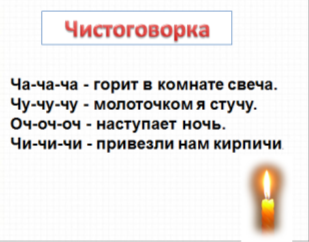 Чистоговорка
Ча-ча-ча - горит в комнате свеча.
Чу-чу-чу - молоточком я стучу.
Оч-оч-оч - наступает ночь.
Чи-чи-чи - привезли нам кирпичи.